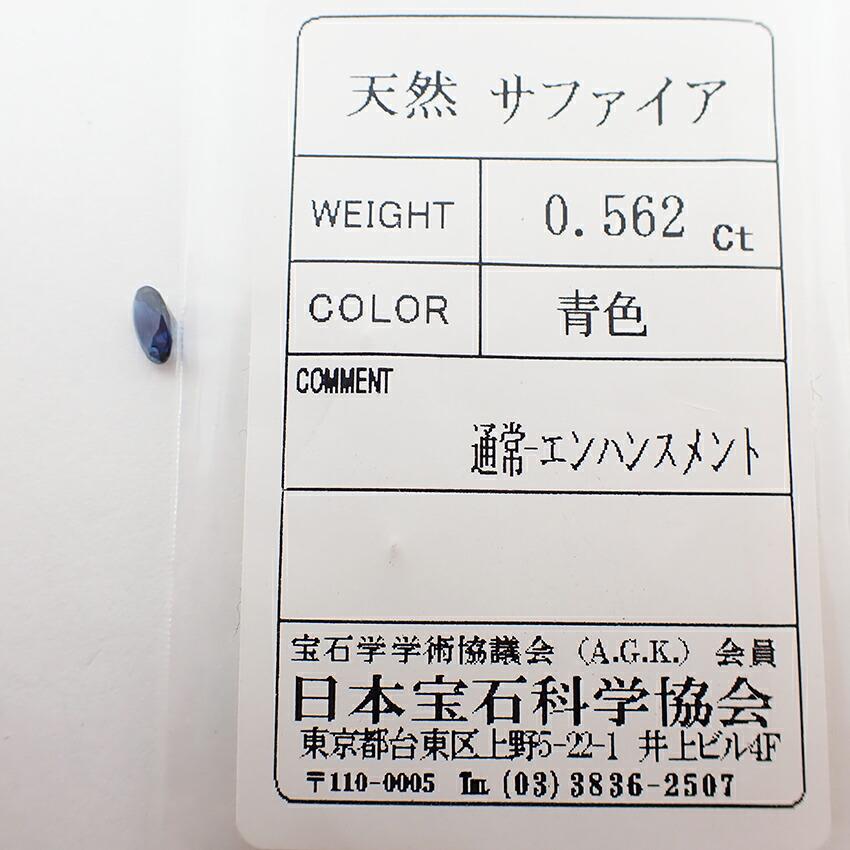 天然 サファイア
WEIGHT 0.562 Ct
COLOR 青色
COMMENT
通常-エンハンスメント
宝石学学術協議会 (A.G.K.) 会員
日本宝石科学協会
東京都台東区上野5-22-1 井上ビル4F
〒110-0005 ℡ (03) 3836-2507